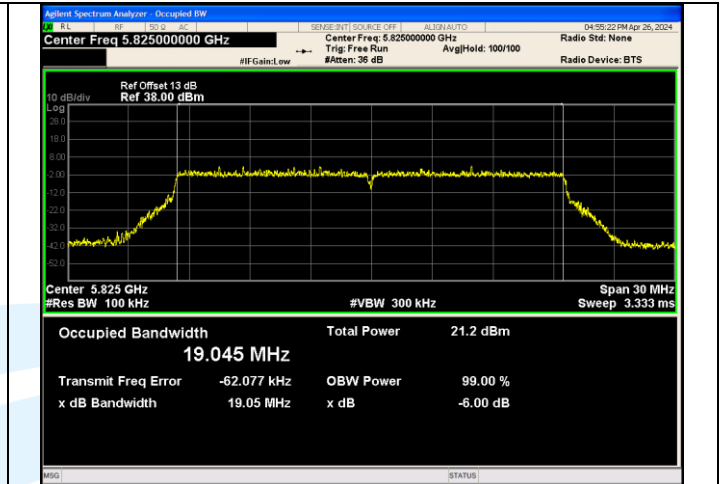 Agilent Spectrum Analyzer - Occupied BW
RL RF 50 Ω AC SENSE:INT SOURCE OFF ALIGN AUTO 04:55:22 PM Apr 26, 2024
Center Freq 5.825000000 GHz Center Freq: 5.825000000 GHz Radio Std: None
Trig: Free Run Avg|Hold: 100/100
#IFGain:Low #Atten: 36 dB Radio Device: BTS
Ref Offset 13 dB
10 dB/div Ref 38.00 dBm
Log
28.0
18.0
8.00
-2.00
-12.0
-22.0
-32.0
-42.0
-52.0
Center 5.825 GHz Span 30 MHz
#Res BW 100 kHz #VBW 300 kHz Sweep 3.333 ms
Occupied Bandwidth Total Power 21.2 dBm
19.045 MHz
Transmit Freq Error -62.077 kHz OBW Power 99.00 %
x dB Bandwidth 19.05 MHz x dB -6.00 dB
MSG STATUS